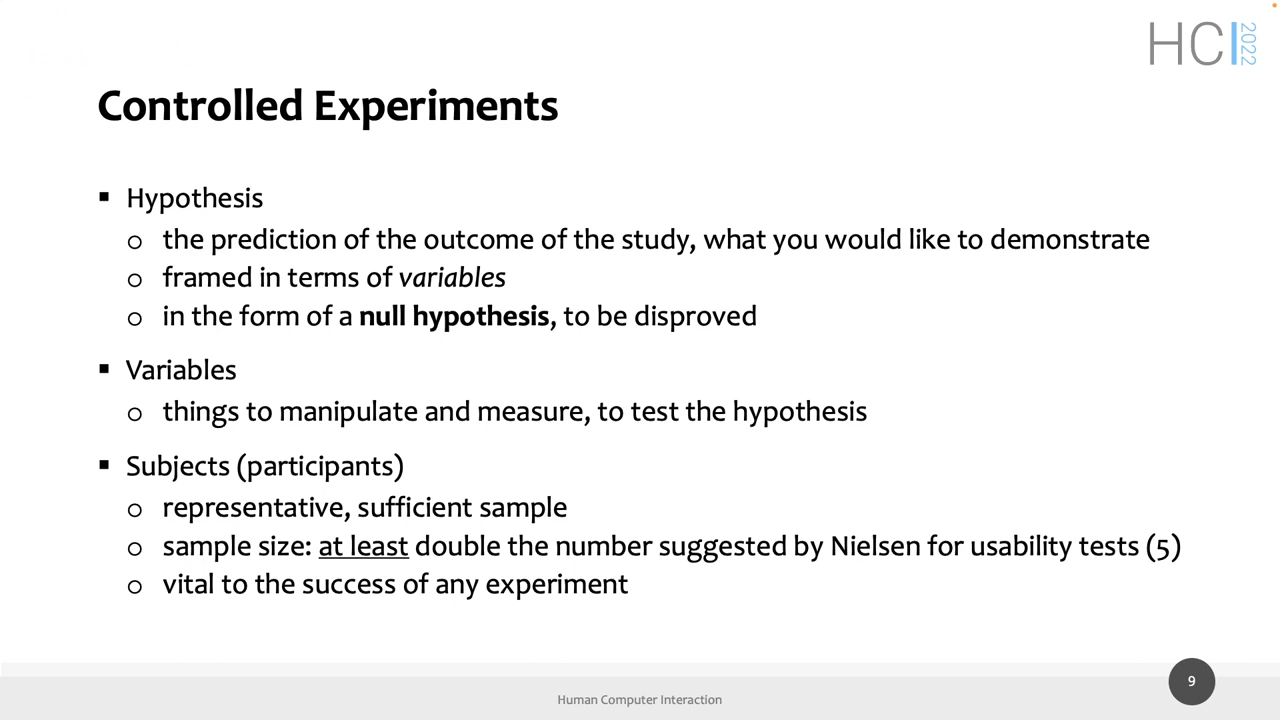 HCI 2022
Controlled Experiments
▪ Hypothesis
o the prediction of the outcome of the study, what you would like to demonstrate
o framed in terms of variables
o in the form of a null hypothesis, to be disproved
▪ Variables
o things to manipulate and measure, to test the hypothesis
▪ Subjects (participants)
o representative, sufficient sample
o sample size: at least double the number suggested by Nielsen for usability tests (5)
o vital to the success of any experiment
Human Computer Interaction
9